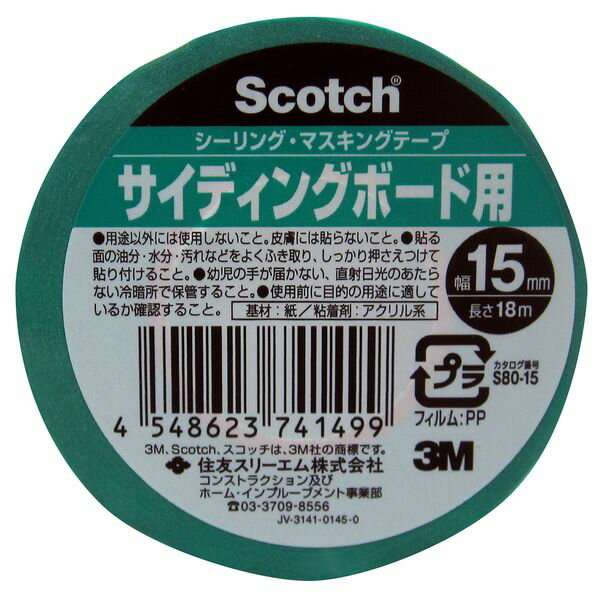 Scotch®
シーリング・マスキングテープ
サイディングボード用
●用途以外には使用しないこと。皮膚には貼らないこと。●貼る
面の油分・水分・汚れなどをよくふき取り、しっかり押さえつけて
貼り付けること。●幼児の手が届かない、直射日光のあたら
ない冷暗所で保管すること。●使用前に目的の用途に適して
いるか確認すること。
基材：紙／粘着剤：アクリル系
幅15mm
長さ18m
プラ
カタログ番号
S80-15
フィルム：PP
4 548623 741499
3M、Scotch、スコッチは、3M社の商標です。
住友スリーエム株式会社
コンストラクション及び
ホーム・インプルーブメント事業部
☎03-3709-8556
JV-3141-0145-0
3M